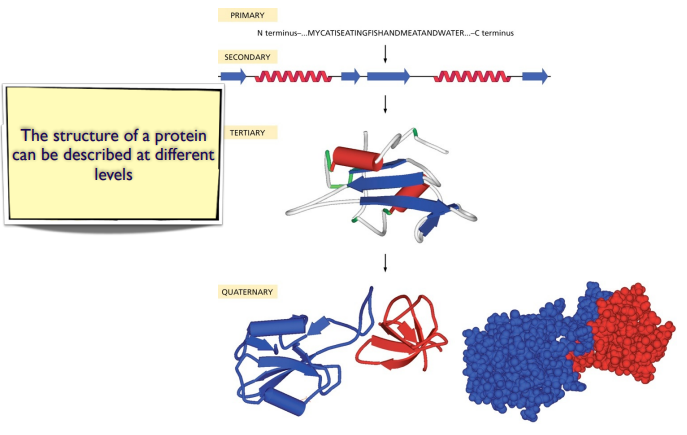 PRIMARY
N terminus–...MYCATISEATINGFISHANDMEATANDWATER...–C terminus
SECONDARY
The structure of a protein
can be described at different
levels
TERTIARY
QUATERNARY